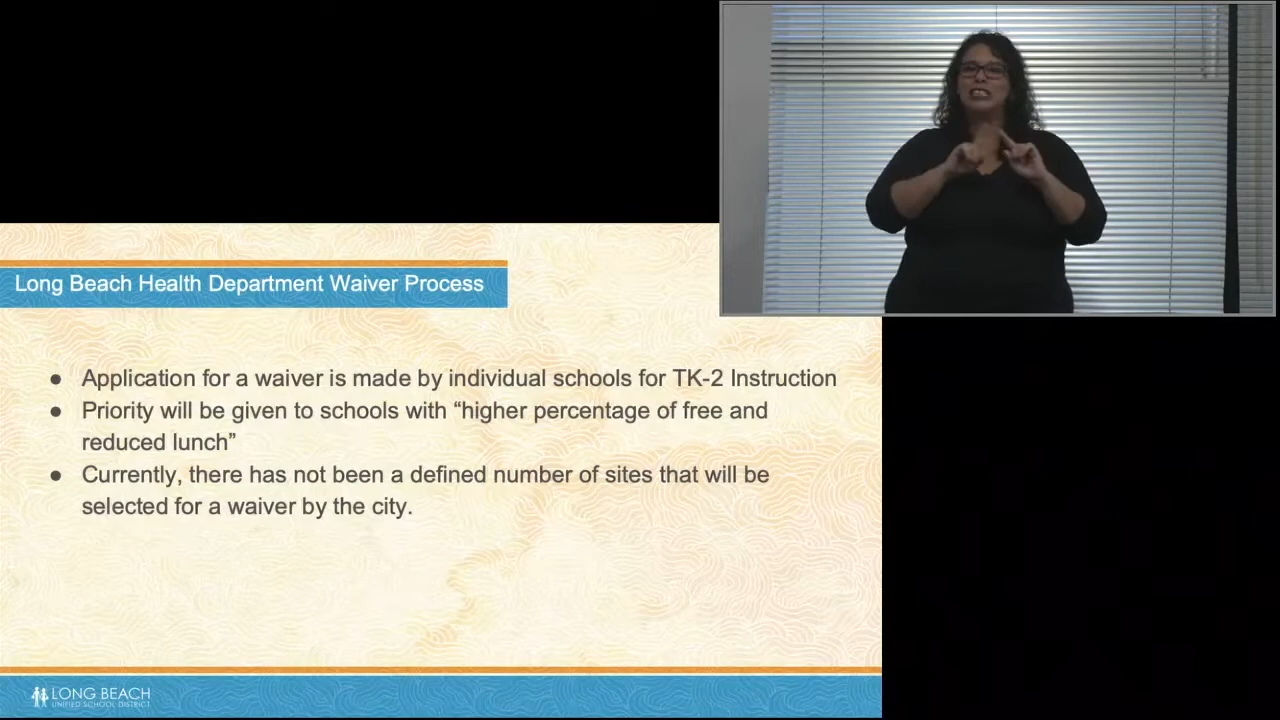 Long Beach Health Department Waiver Process
● Application for a waiver is made by individual schools for TK-2 Instruction
● Priority will be given to schools with “higher percentage of free and
reduced lunch”
● Currently, there has not been a defined number of sites that will be
selected for a waiver by the city.
LONG BEACH
UNIFIED SCHOOL DISTRICT